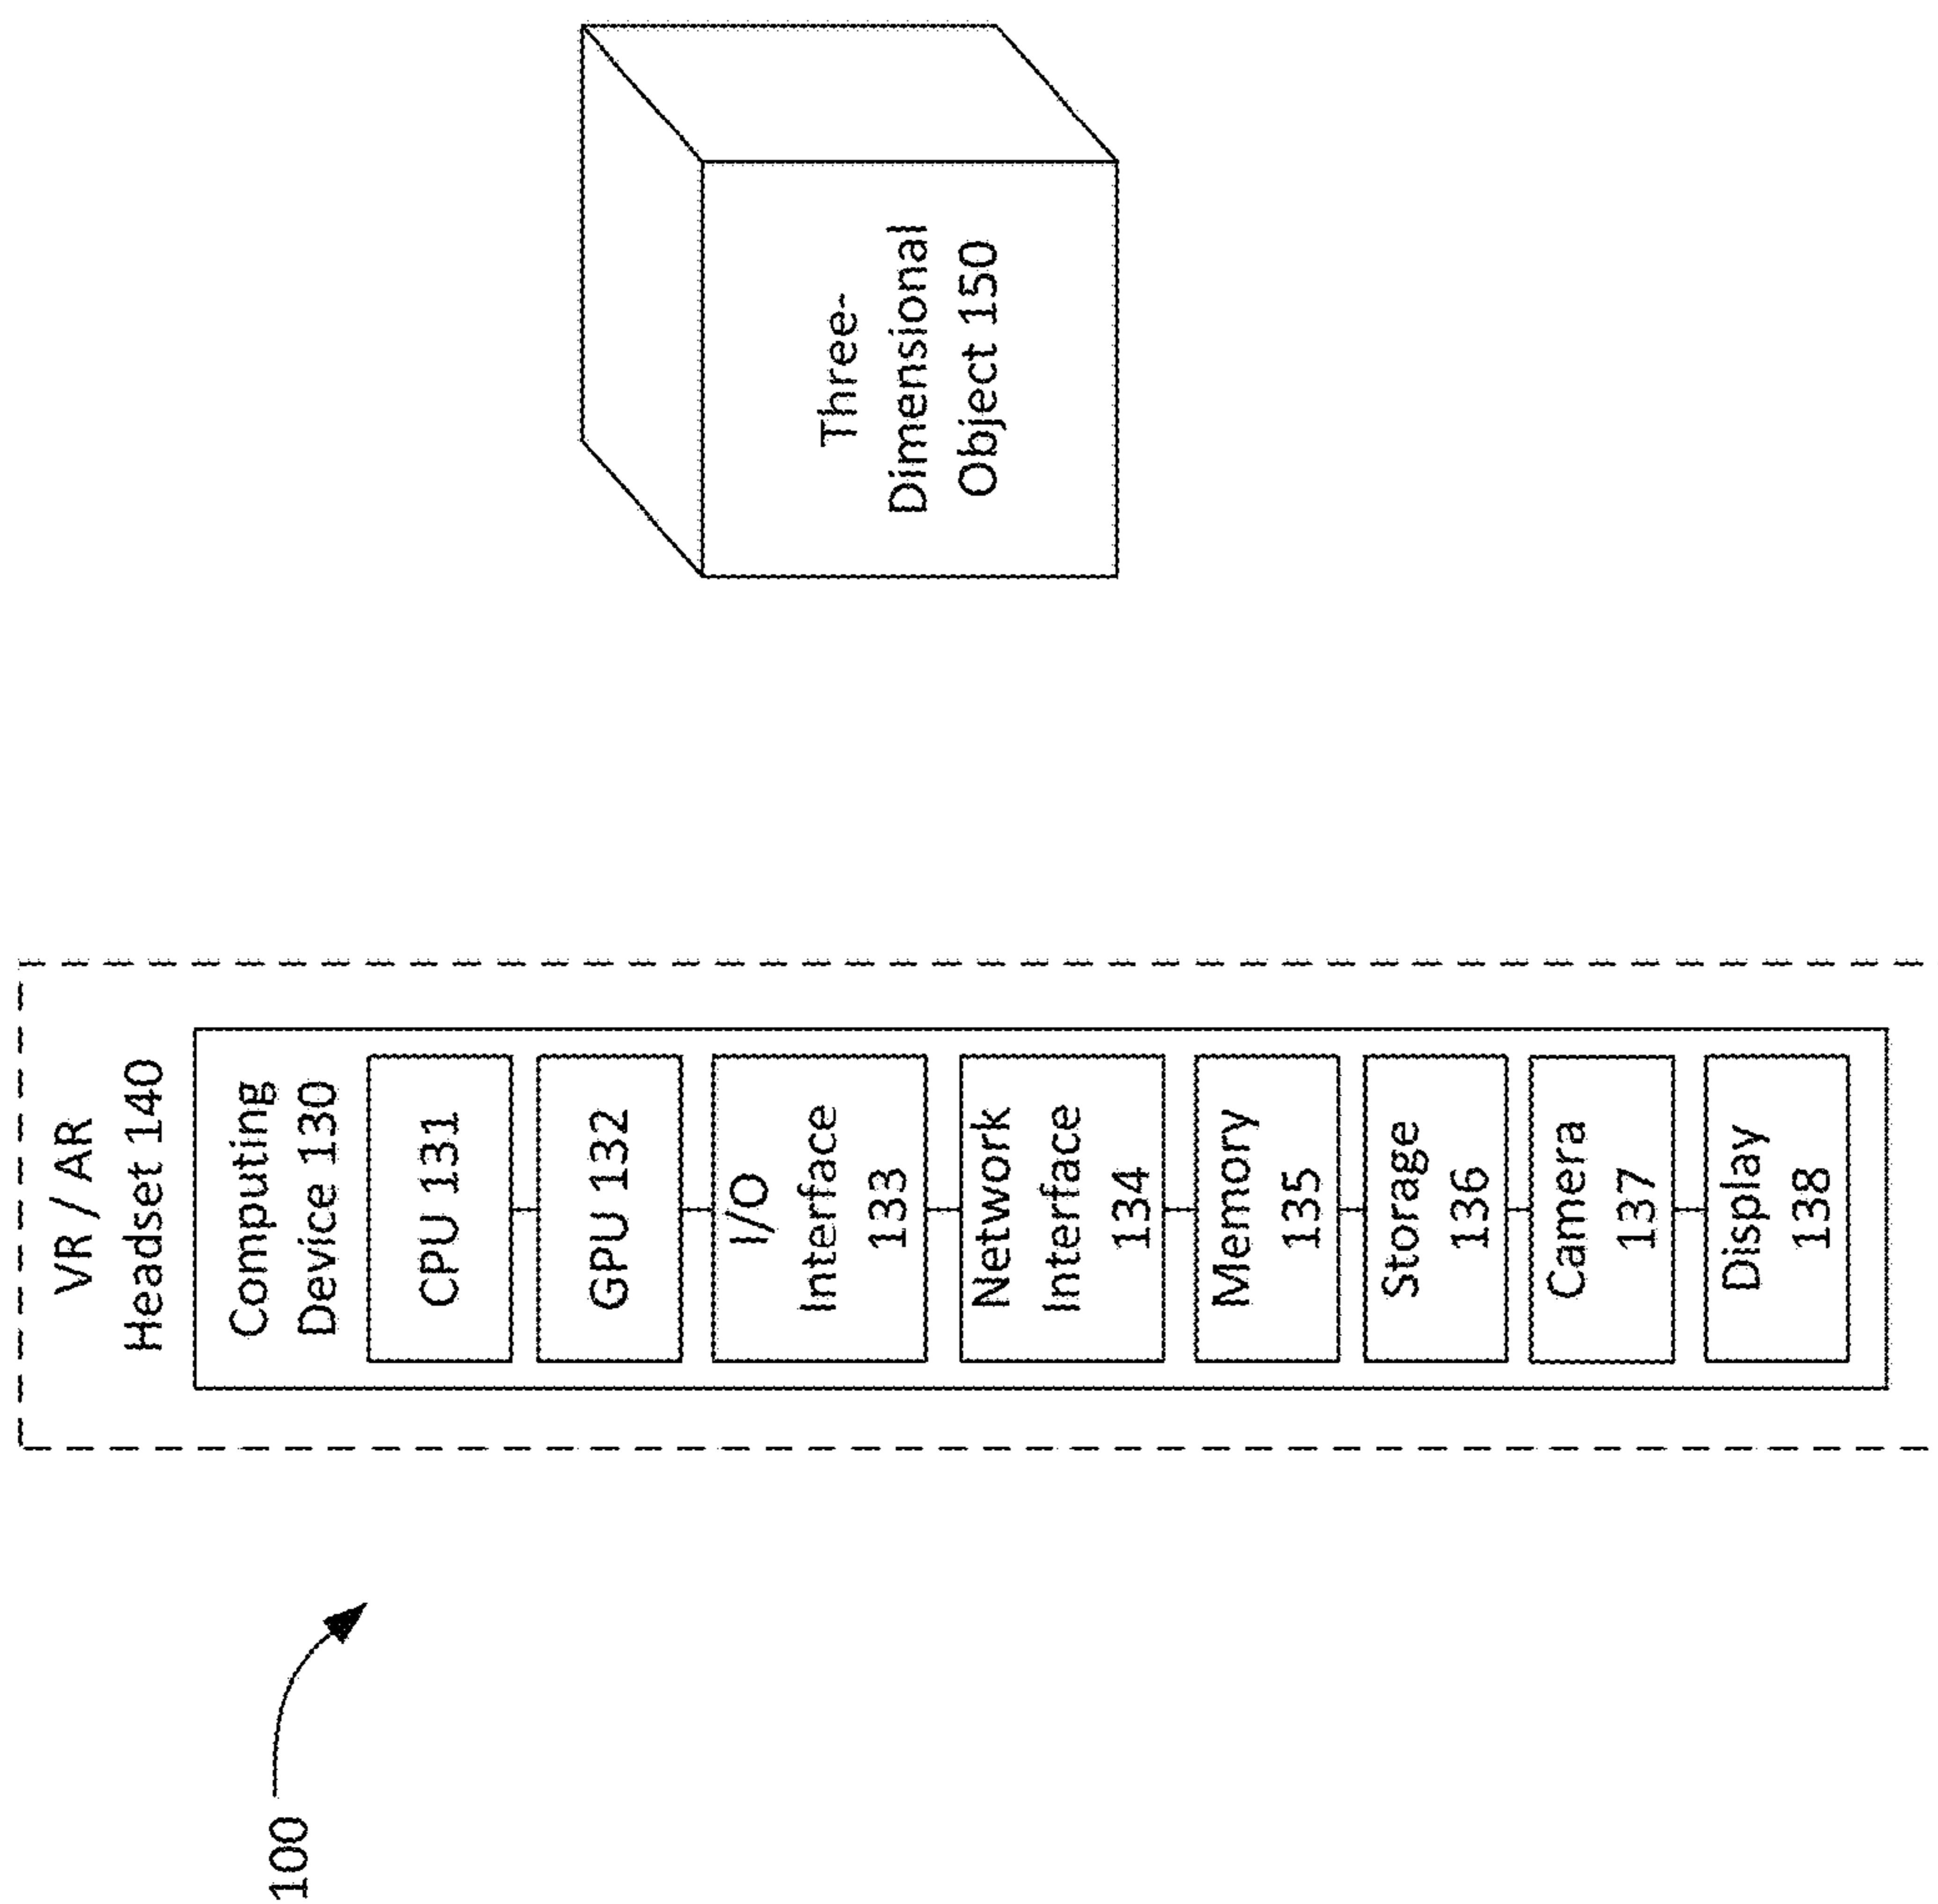 100
VR / AR
Headset 140
Computing
Device 130
CPU 131
GPU 132
I/O
Interface
133
Network
Interface
134
Memory
135
Storage
136
Camera
137
Display
138
Three-
Dimensional
Object 150